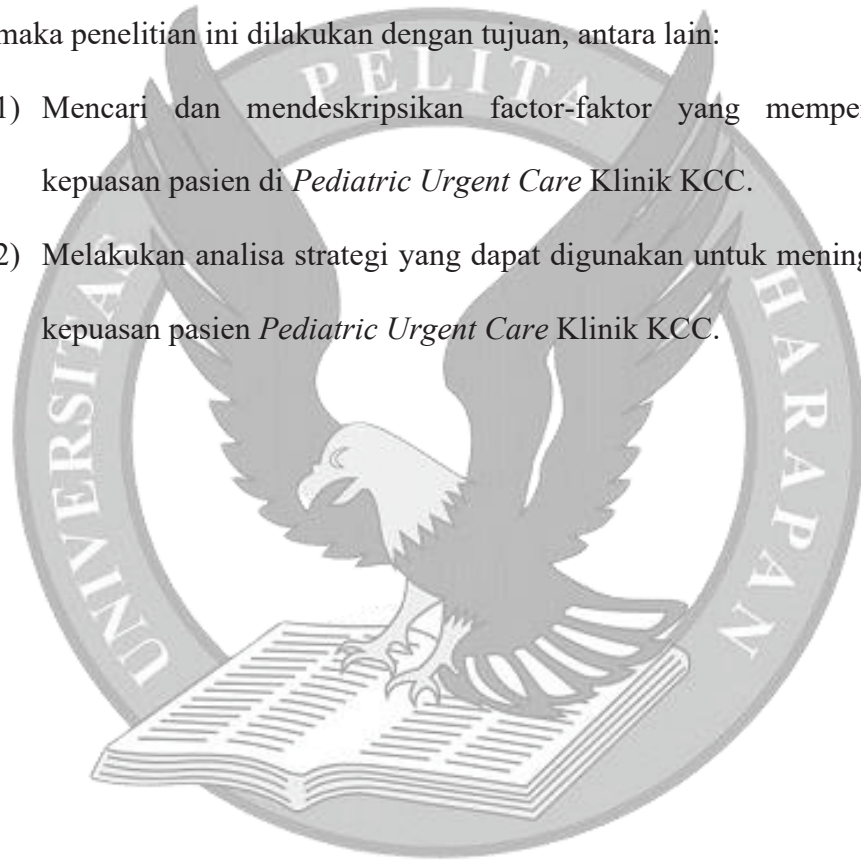 maka penelitian ini dilakukan dengan tujuan, antara lain:
1) Mencari dan mendeskripsikan factor-faktor yang mempe
kepuasan pasien di Pediatric Urgent Care Klinik KCC.
2) Melakukan analisa strategi yang dapat digunakan untuk mening
kepuasan pasien Pediatric Urgent Care Klinik KCC.
UNIVERSITAS PELITA HARAPAN